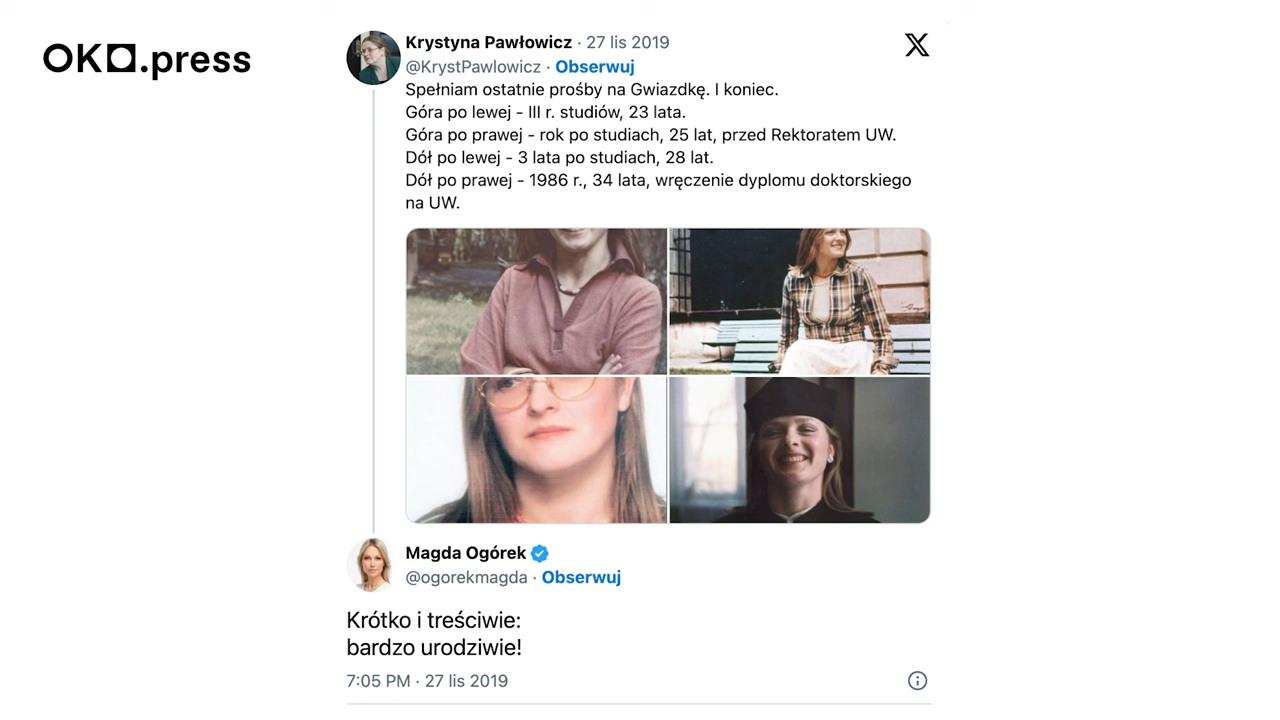 OKO.press
Krystyna Pawłowicz · 27 lis 2019
@KrystPawlowicz · Obserwuj
Spełniam ostatnie prośby na Gwiazdkę. I koniec.
Góra po lewej - III r. studiów, 23 lata.
Góra po prawej - rok po studiach, 25 lat, przed Rektoratem UW.
Dół po lewej - 3 lata po studiach, 28 lat.
Dół po prawej - 1986 r., 34 lata, wręczenie dyplomu doktorskiego
na UW.
Magda Ogórek
@ogorekmagda · Obserwuj
Krótko i treściwie:
bardzo urodziwie!
7:05 PM · 27 lis 2019